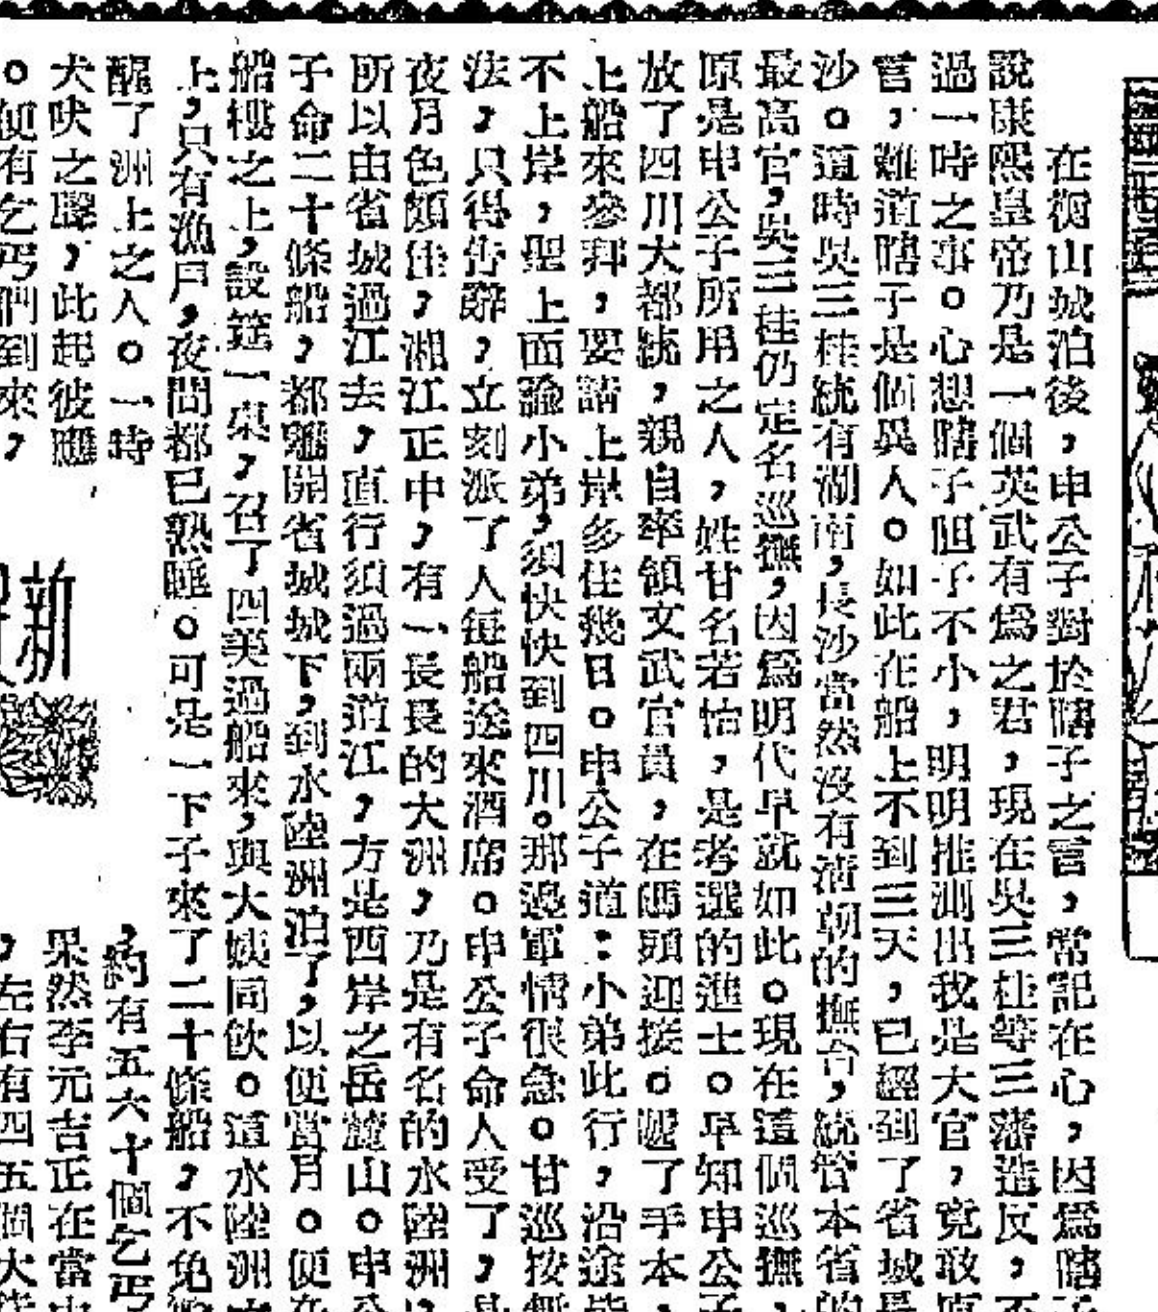 在衡山城泊後，申公子對於瞎子之言，常記在心，因爲瞎子
說康熙皇帝乃是一個英武有爲之君，現在吳三桂等三藩造反，不
過一時之事。心想瞎子胆子不小，明明推測出我是大官，竟敢直
言，難道瞎子是個異人。如此在船上不到三天，已經到了省城長
沙。這時吳三桂統有湖南，長沙當然沒有清朝的撫台，統管本省的
最高官，吳三桂仍定名巡撫，因爲明代早就如此。現在這個巡撫，
原是申公子所用之人，姓甘名若怡，是考選的進士。早知申公子
放了四川大都統，親自率領文武官員，在碼頭迎接。遞了手本，
上船來參拜，要請上岸多住幾日。申公子道：小弟此行，沿途皆
不上岸，聖上面諭小弟，須快快到四川。那邊軍情很急。甘巡按無
法，只得告辭，立刻派了人每船送來酒席。申公子命人受了，是
夜月色頗佳，湘江正中，有一長長的大洲，乃是有名的水陸洲，
所以由省城過江去，直行須過兩道江，方是西岸之岳麓山。申公
子命二十條船，都離開省城城下，到水陸洲泊了，以便賞月。便在
船樓之上，設筵一桌，召了四美過船來，與大姨同飲。這水陸洲
上，只有漁戶，夜間都已熟睡。可是一下子來了二十條船，不免驚
醒了洲上之人。一時
犬吠之聲，此起彼應
。便有乞丐們到來，
新
，約有五六十個乞丐
果然李元吉正在當中
，左右有四五個大